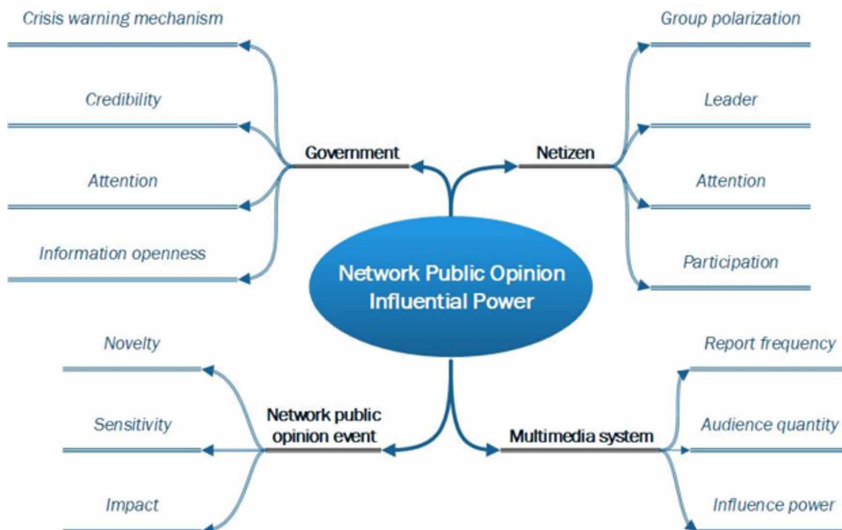 Crisis warning mechanism
Credibility
Attention
Information openness
Government
Group polarization
Leader
Attention
Participation
Netizen
Network Public Opinion
Influential Power
Novelty
Sensitivity
Impact
Network public
opinion event
Report frequency
Audience quantity
Influence power
Multimedia system